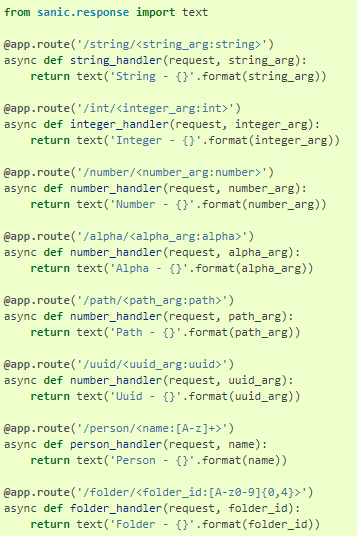 from sanic.response import text
@app.route('/string/<string_arg:string>')
async def string_handler(request, string_arg):
    return text('String - {}'.format(string_arg))
@app.route('/int/<integer_arg:int>')
async def integer_handler(request, integer_arg):
    return text('Integer - {}'.format(integer_arg))
@app.route('/number/<number_arg:number>')
async def number_handler(request, number_arg):
    return text('Number - {}'.format(number_arg))
@app.route('/alpha/<alpha_arg:alpha>')
async def number_handler(request, alpha_arg):
    return text('Alpha - {}'.format(alpha_arg))
@app.route('/path/<path_arg:path>')
async def number_handler(request, path_arg):
    return text('Path - {}'.format(path_arg))
@app.route('/uuid/<uuid_arg:uuid>')
async def number_handler(request, uuid_arg):
    return text('Uuid - {}'.format(uuid_arg))
@app.route('/person/<name:[A-z]+>')
async def person_handler(request, name):
    return text('Person - {}'.format(name))
@app.route('/folder/<folder_id:[A-z0-9]{0,4}>')
async def folder_handler(request, folder_id):
    return text('Folder - {}'.format(folder_id))